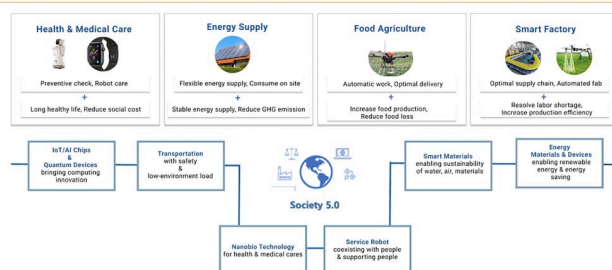 Health & Medical Care
Preventive check, Robot care
+
Long healthy life, Reduce social cost
Energy Supply
Flexible energy supply, Consume on site
+
Stable energy supply, Reduce GHG emission
Food Agriculture
Automatic work, Optimal delivery
+
Increase food production,
Reduce food loss
Smart Factory
Optimal supply chain, Automated fab
+
Resolve labor shortage,
Increase production efficiency
IoT/AI Chips
&
Quantum Devices
bringing computing
innovation
Transportation
with safety
&
low-environment load
Society 5.0
Smart Materials
enabling sustainability
of water, air, materials
Energy
Materials & Devices
enabling renewable
energy & energy
saving
Nanobio Technology
for health & medical cares
Service Robot
coexisting with people
& supporting people